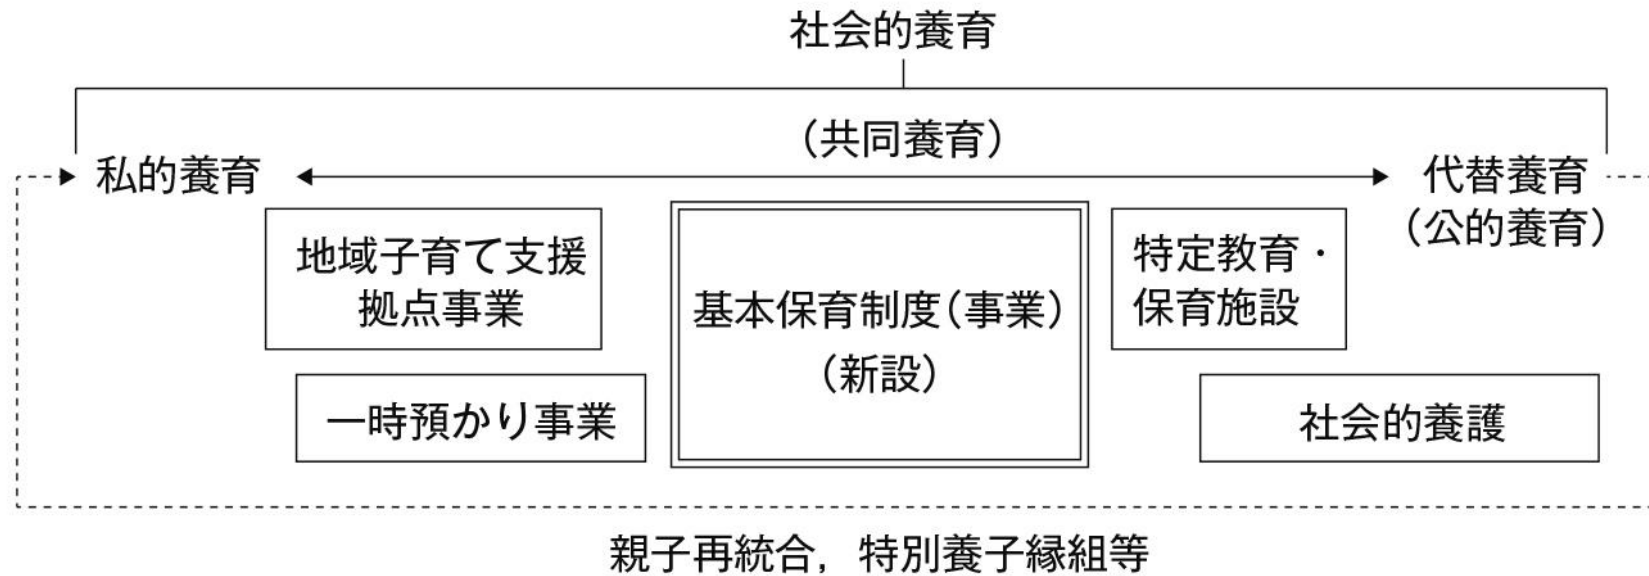 社会的養育
（共同養育）
私的養育
代替養育
（公的養育）
地域子育て支援
拠点事業
基本保育制度（事業）
（新設）
特定教育・
保育施設
一時預かり事業
社会的養護
親子再統合，特別養子縁組等